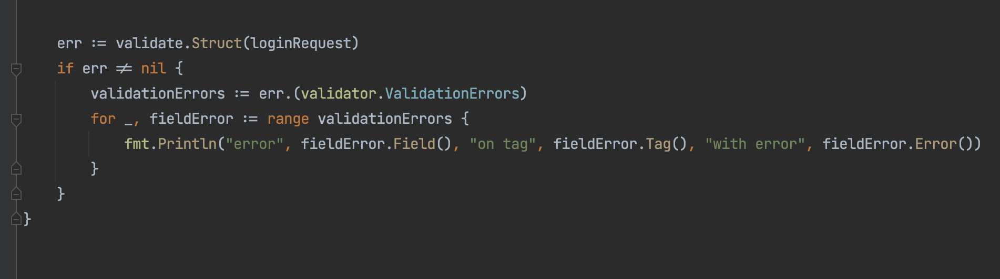 err := validate.Struct(loginRequest)
if err != nil {
validationErrors := err.(validator.ValidationErrors)
for _, fieldError := range validationErrors {
fmt.Println("error", fieldError.Field(), "on tag", fieldError.Tag(), "with error", fieldError.Error())
}
}
}